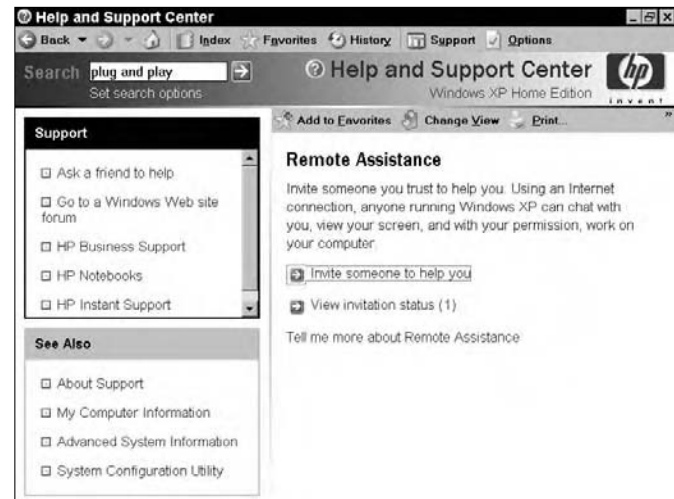 Help and Support Center
Back Index Favorites History Support Options
Search plug and play
Set search options
Help and Support Center
Windows XP Home Edition
hp
invent
Support
Ask a friend to help
Go to a Windows Web site
forum
HP Business Support
HP Notebooks
HP Instant Support
See Also
About Support
My Computer Information
Advanced System Information
System Configuration Utility
Add to Favorites Change View Print...
Remote Assistance
Invite someone you trust to help you. Using an Internet
connection, anyone running Windows XP can chat with
you, view your screen, and with your permission, work on
your computer.
Invite someone to help you
View invitation status (1)
Tell me more about Remote Assistance